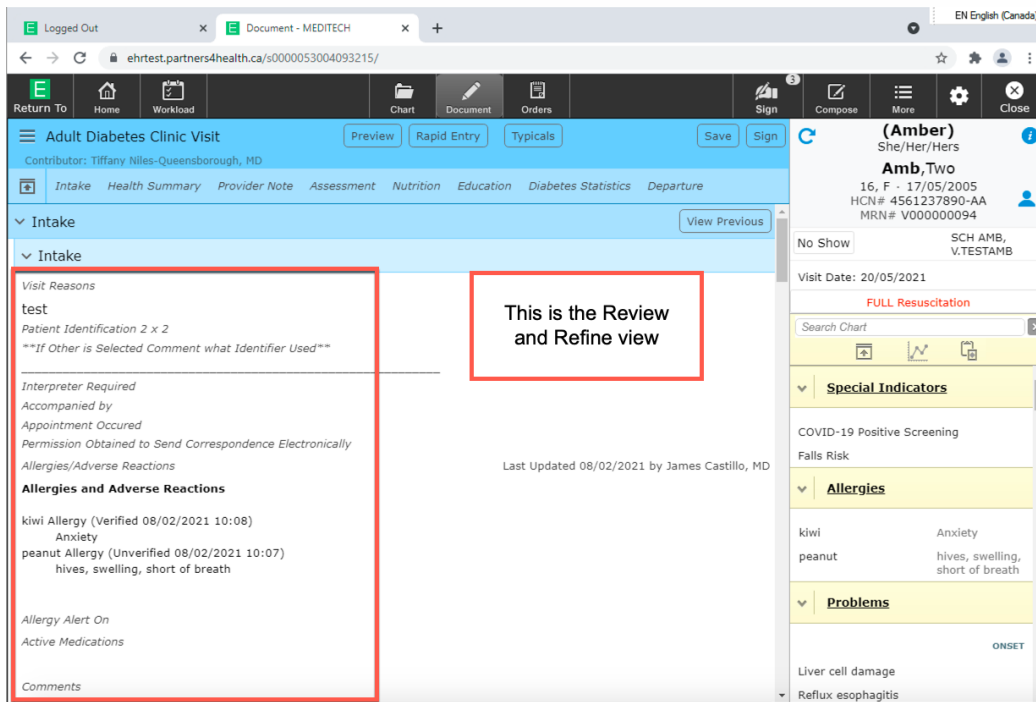 EN English (Canada)
Logged Out
Document - MEDITECH
ehrtest.partners4health.ca/s0000053004093215/
Return To
Home
Workload
Chart
Document
Orders
Sign
3
Compose
More
Close
Adult Diabetes Clinic Visit
Preview
Rapid Entry
Typicals
Save
Sign
Contributor: Tiffany Niles-Queensborough, MD
Intake
Health Summary
Provider Note
Assessment
Nutrition
Education
Diabetes Statistics
Departure
Intake
View Previous
Intake
Visit Reasons
test
Patient Identification 2 x 2
**If Other is Selected Comment what Identifier Used**
Interpreter Required
Accompanied by
Appointment Occured
Permission Obtained to Send Correspondence Electronically
Allergies/Adverse Reactions
Last Updated 08/02/2021 by James Castillo, MD
Allergies and Adverse Reactions
kiwi Allergy (Verified 08/02/2021 10:08)
Anxiety
peanut Allergy (Unverified 08/02/2021 10:07)
hives, swelling, short of breath
Allergy Alert On
Active Medications
Comments
This is the Review
and Refine view
(Amber)
She/Her/Hers
Amb,Two
16, F · 17/05/2005
HCN# 4561237890-AA
MRN# V000000094
No Show
SCH AMB,
V.TESTAMB
Visit Date: 20/05/2021
FULL Resuscitation
Search Chart
Special Indicators
COVID-19 Positive Screening
Falls Risk
Allergies
kiwi
Anxiety
peanut
hives, swelling,
short of breath
Problems
ONSET
Liver cell damage
Reflux esophagitis